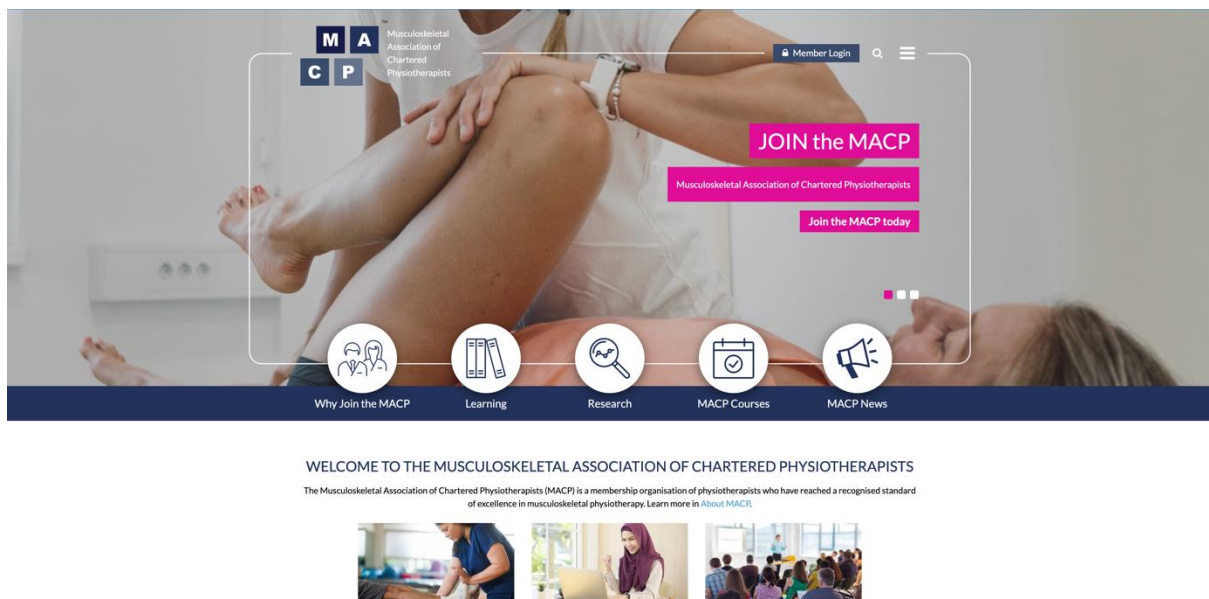 M A
C P
™
Musculoskeletal
Association of
Chartered
Physiotherapists
Member Login
JOIN the MACP
Musculoskeletal Association of Chartered Physiotherapists
Join the MACP today
Why Join the MACP
Learning
Research
MACP Courses
MACP News
WELCOME TO THE MUSCULOSKELETAL ASSOCIATION OF CHARTERED PHYSIOTHERAPISTS
The Musculoskeletal Association of Chartered Physiotherapists (MACP) is a membership organisation of physiotherapists who have reached a recognised standard
of excellence in musculoskeletal physiotherapy. Learn more in About MACP.